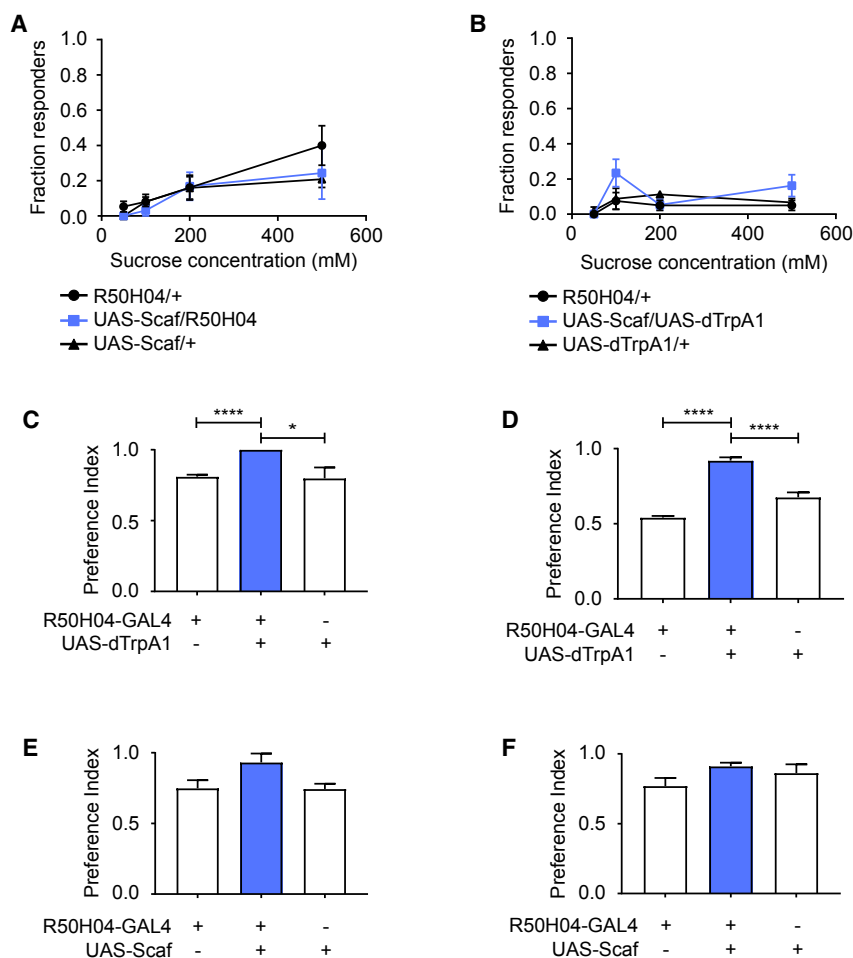 A
Fraction responders
1.0
0.8
0.6
0.4
0.2
0.0
0 200 400 600
Sucrose concentration (mM)
R50H04/+
UAS-Scaf/R50H04
UAS-Scaf/+
B
Fraction responders
1.0
0.8
0.6
0.4
0.2
0.0
0 200 400 600
Sucrose concentration (mM)
R50H04/+
UAS-Scaf/UAS-dTrpA1
UAS-dTrpA1/+
C
**** *
Preference Index
1.0
0.5
0.0
R50H04-GAL4 + + -
UAS-dTrpA1 - + +
D
**** ****
Preference Index
1.0
0.5
0.0
R50H04-GAL4 + + -
UAS-dTrpA1 - + +
E
Preference Index
1.0
0.5
0.0
R50H04-GAL4 + + -
UAS-Scaf - + +
F
Preference Index
1.0
0.5
0.0
R50H04-GAL4 + + -
UAS-Scaf - + +